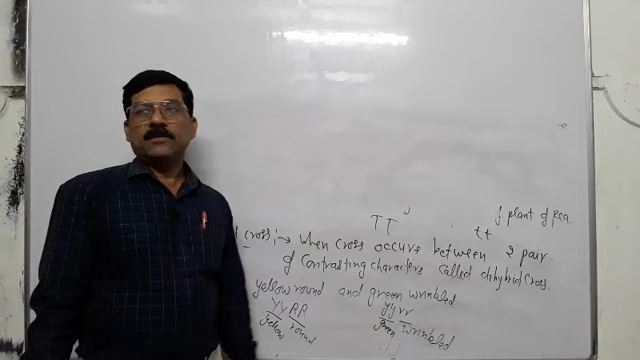 j plant of Pea.
TT tt
cross;→ When cross occurs between 2 pair
of Contrasting characters Called dihybrid Cross.
yellow round and green wrinkled
YYRR yyrr
yellow round green wrinkled